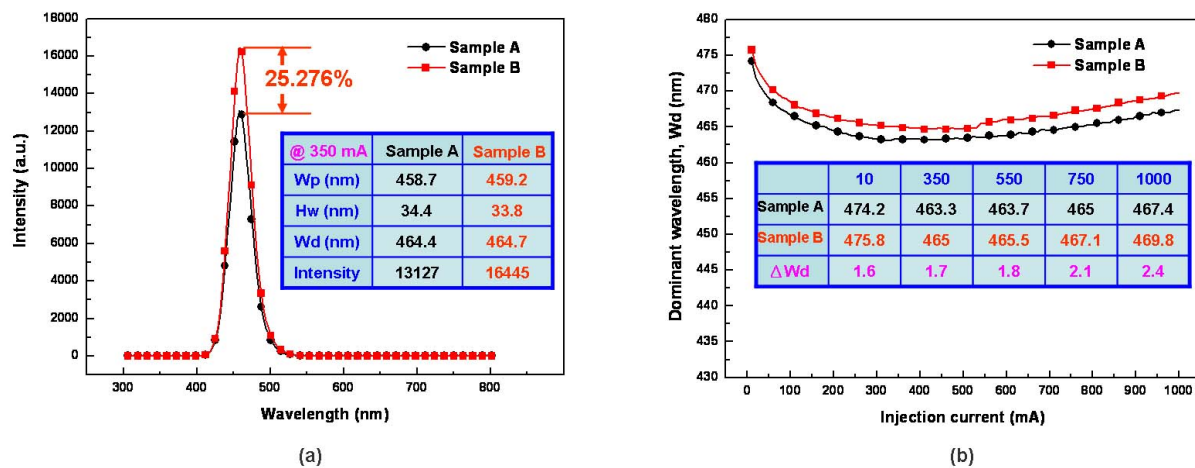 18000
16000
14000
12000
10000
8000
6000
4000
2000
0
Intensity (a.u.)
300 400 500 600 700 800
Wavelength (nm)
Sample A
Sample B
25.276%
@ 350 mA Sample A Sample B
Wp (nm) 458.7 459.2
Hw (nm) 34.4 33.8
Wd (nm) 464.4 464.7
Intensity 13127 16445
(a)
480
475
470
465
460
455
450
445
440
435
430
Dominant wavelength, Wd (nm)
0 100 200 300 400 500 600 700 800 900 1000
Injection current (mA)
Sample A
Sample B
10 350 550 750 1000
Sample A 474.2 463.3 463.7 465 467.4
Sample B 475.8 465 465.5 467.1 469.8
ΔWd 1.6 1.7 1.8 2.1 2.4
(b)